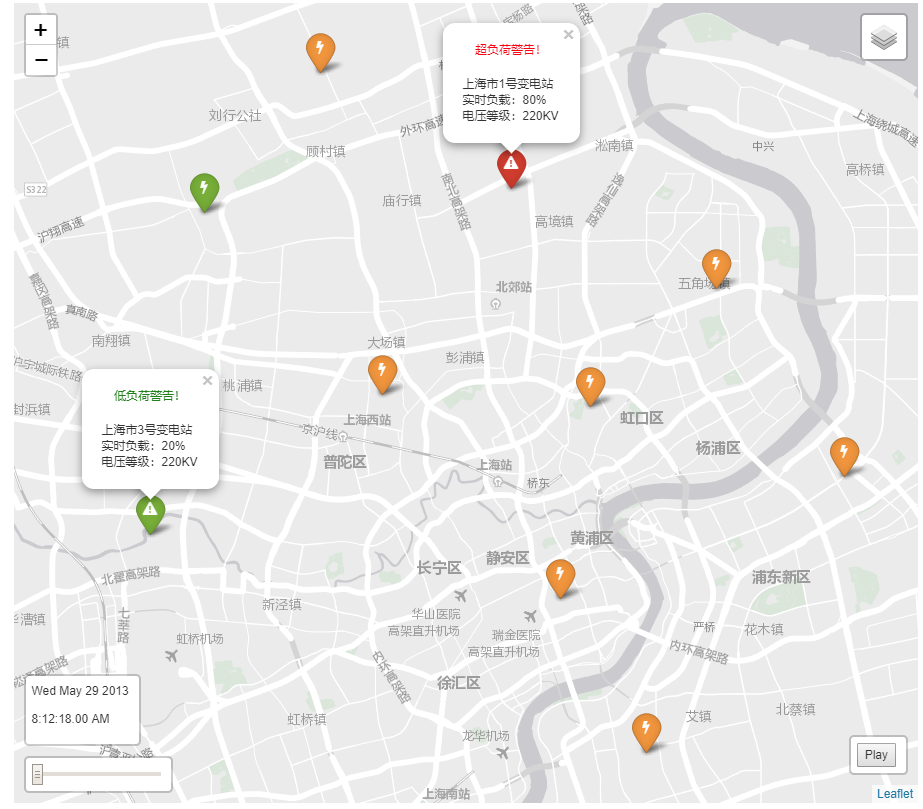 +
−
镇
刘行公社
顾村镇
外环高速
×
超负荷警告!
上海市1号变电站
实时负载：80%
电压等级：220KV
淞南镇
中兴
上海绕城高速
高桥镇
S322
沪翔高速
庙行镇
南北高架路
逸仙高架路
高境镇
北郊站
五角场镇
嘉闵高架路
真南路
南翔镇
大场镇
彭浦镇
沪宁城际铁路
封浜镇
桃浦镇
×
低负荷警告!
上海市3号变电站
实时负载：20%
电压等级：220KV
上海西站
京沪线
普陀区
虹口区
杨浦区
上海站
桥东
黄浦区
静安区
长宁区
浦东新区
北翟高架路
新泾镇
华山医院
高架直升机场
瑞金医院
高架直升机场
七莘路
虹桥机场
严桥
花木镇
内环高架路
内环高架路
徐汇区
虹桥镇
艾镇
北蔡镇
龙华机场
上海南站
Wed May 29 2013
8:12:18.00 AM
Play
Leaflet